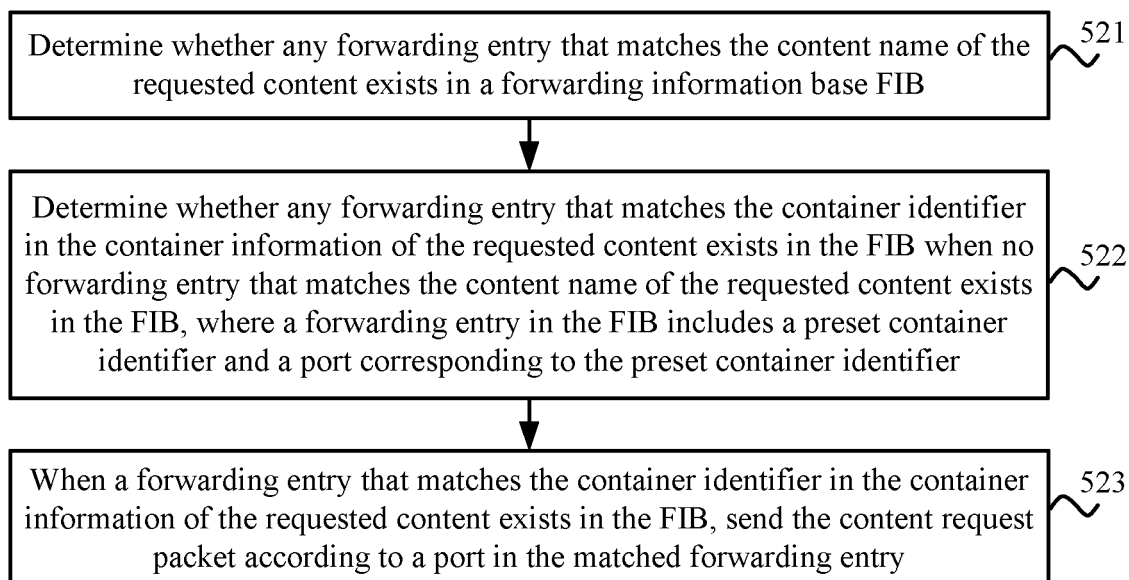 Determine whether any forwarding entry that matches the content name of the
requested content exists in a forwarding information base FIB
521
Determine whether any forwarding entry that matches the container identifier
in the container information of the requested content exists in the FIB when no
forwarding entry that matches the content name of the requested content exists
in the FIB, where a forwarding entry in the FIB includes a preset container
identifier and a port corresponding to the preset container identifier
522
When a forwarding entry that matches the container identifier in the container
information of the requested content exists in the FIB, send the content request
packet according to a port in the matched forwarding entry
523